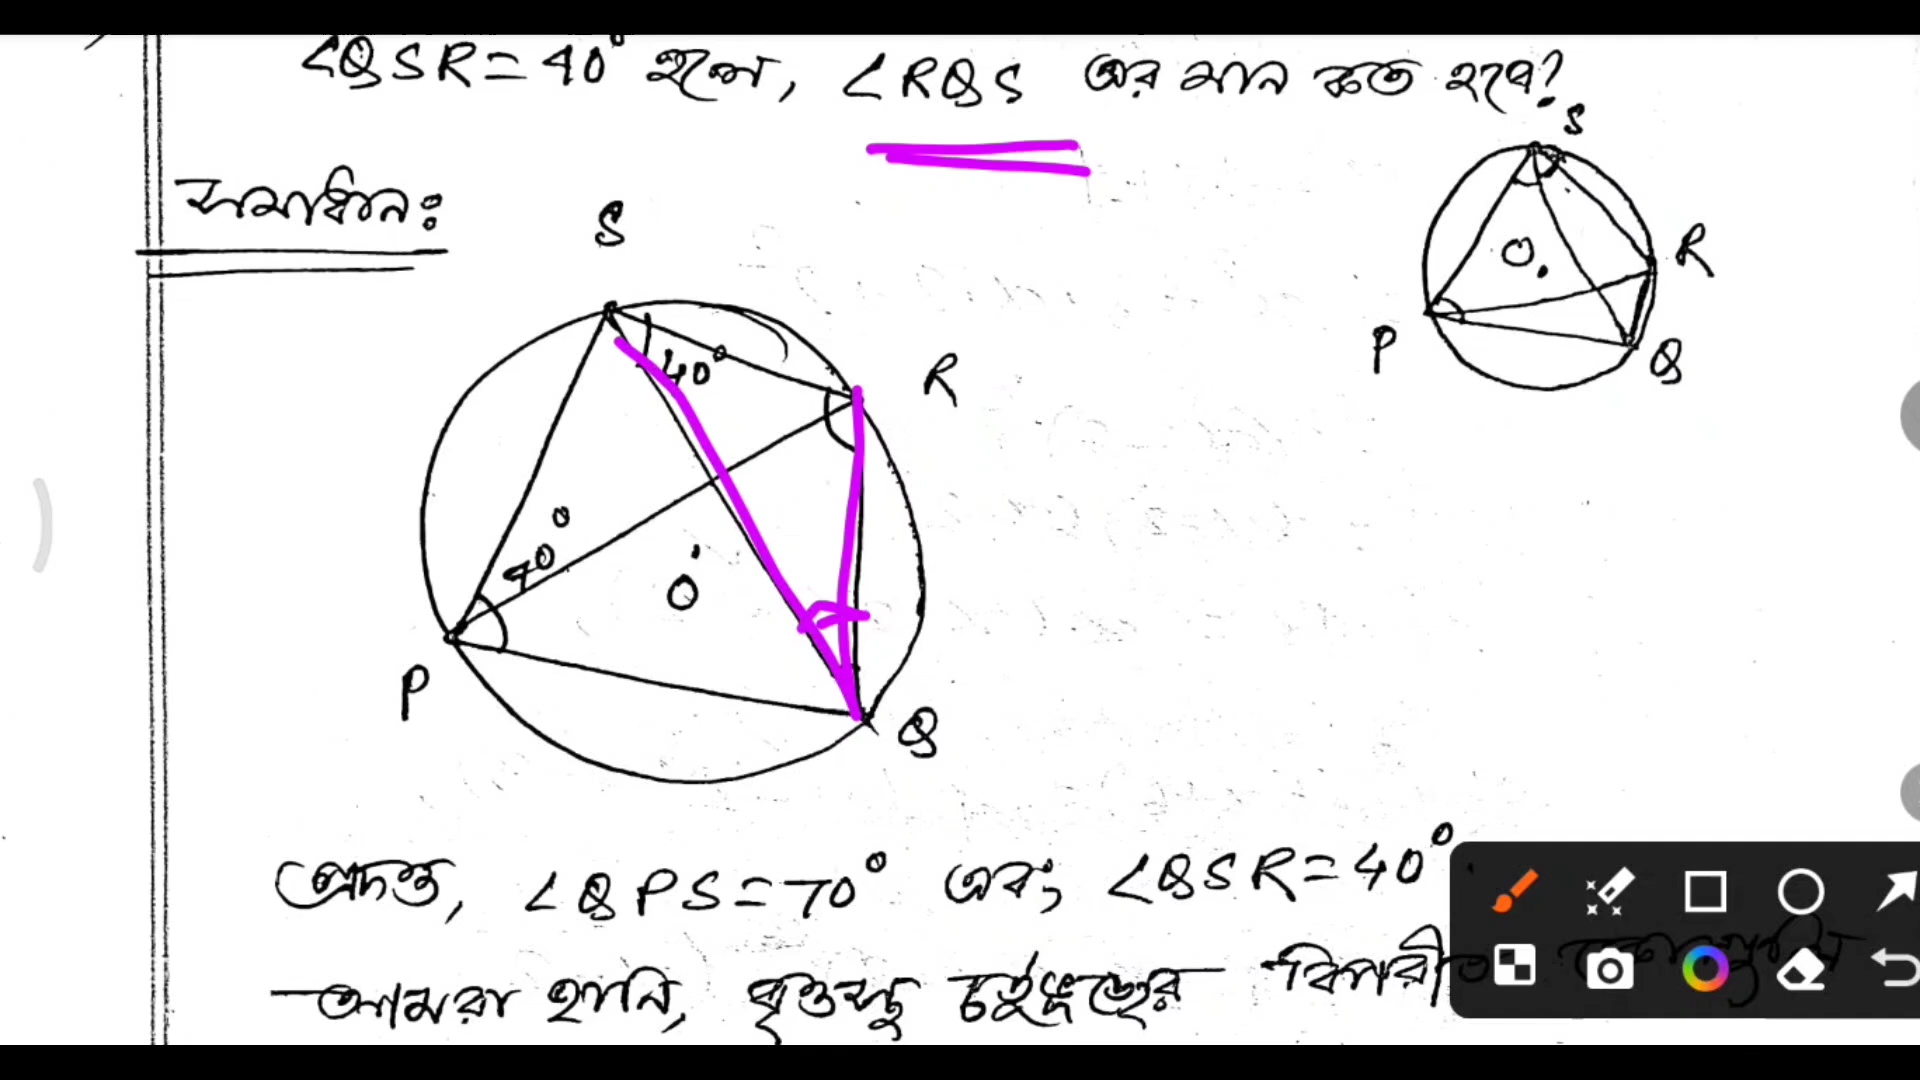 ∠QSR = 40° হলে, ∠RQS এর মান কত হবে?
সমাধান:
S
R
P
Q
O
S
40°
R
70°
O
P
Q
প্রদত্ত, ∠QPS = 70° এবং ∠QSR = 40°
আমরা জানি, বৃত্তস্থ চতুর্ভুজের বিপরীত